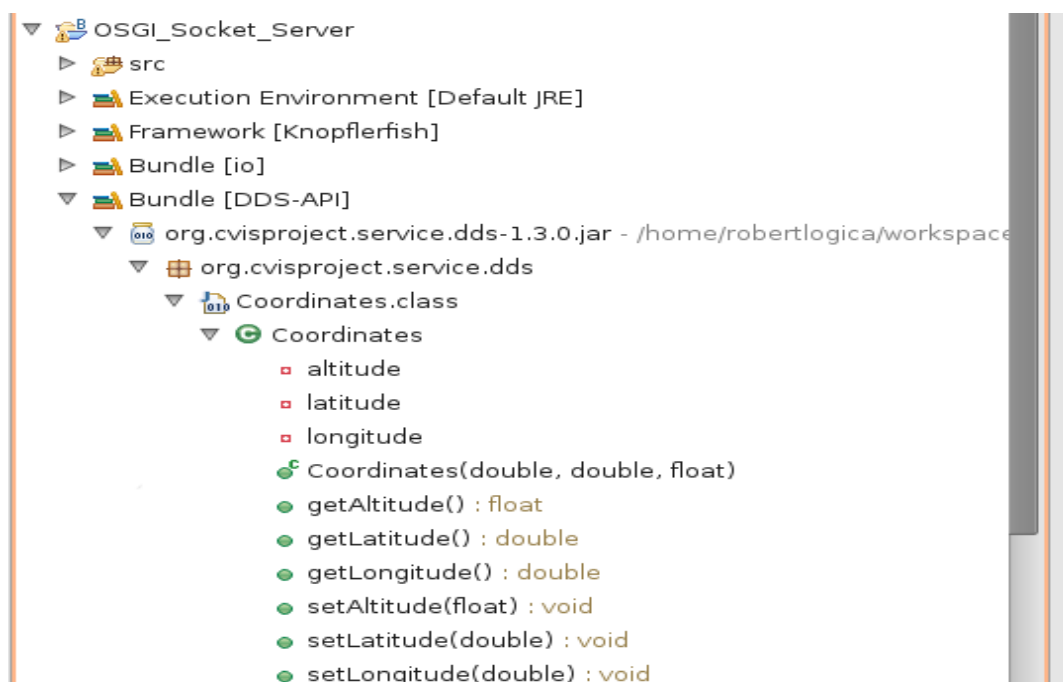 OSGI_Socket_Server
src
Execution Environment [Default JRE]
Framework [Knopflerfish]
Bundle [io]
Bundle [DDS-API]
org.cvisproject.service.dds-1.3.0.jar - /home/robertlogica/workspace
org.cvisproject.service.dds
Coordinates.class
Coordinates
altitude
latitude
longitude
Coordinates(double, double, float)
getAltitude() : float
getLatitude() : double
getLongitude() : double
setAltitude(float) : void
setLatitude(double) : void
setLongitude(double) : void